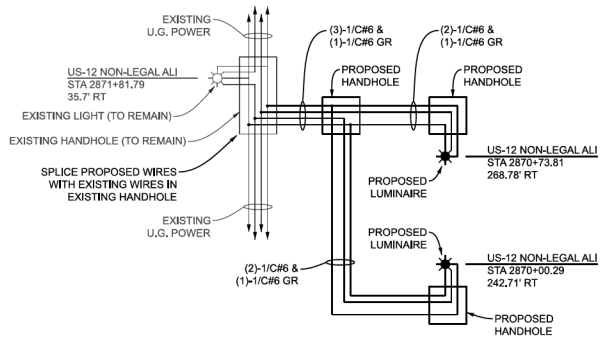 EXISTING
U.G. POWER
(3)-1/C#6 &
(1)-1/C#6 GR
(2)-1/C#6 &
(1)-1/C#6 GR
US-12 NON-LEGAL ALI
STA 2871+81.79
35.7' RT
PROPOSED
HANDHOLE
PROPOSED
HANDHOLE
EXISTING LIGHT (TO REMAIN)
EXISTING HANDHOLE (TO REMAIN)
US-12 NON-LEGAL ALI
STA 2870+73.81
268.78' RT
SPLICE PROPOSED WIRES
WITH EXISTING WIRES IN
EXISTING HANDHOLE
PROPOSED
LUMINAIRE
EXISTING
U.G. POWER
PROPOSED
LUMINAIRE
US-12 NON-LEGAL ALI
STA 2870+00.29
242.71' RT
(2)-1/C#6 &
(1)-1/C#6 GR
PROPOSED
HANDHOLE